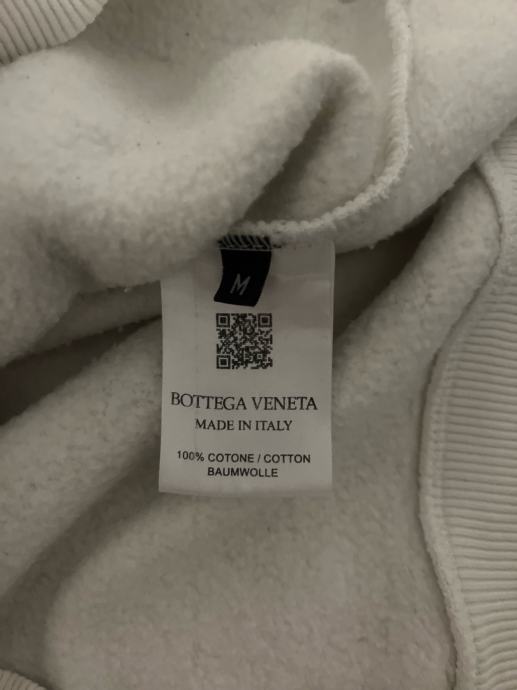 M
BOTTEGA VENETA
MADE IN ITALY
100% COTONE / COTTON
BAUMWOLLE